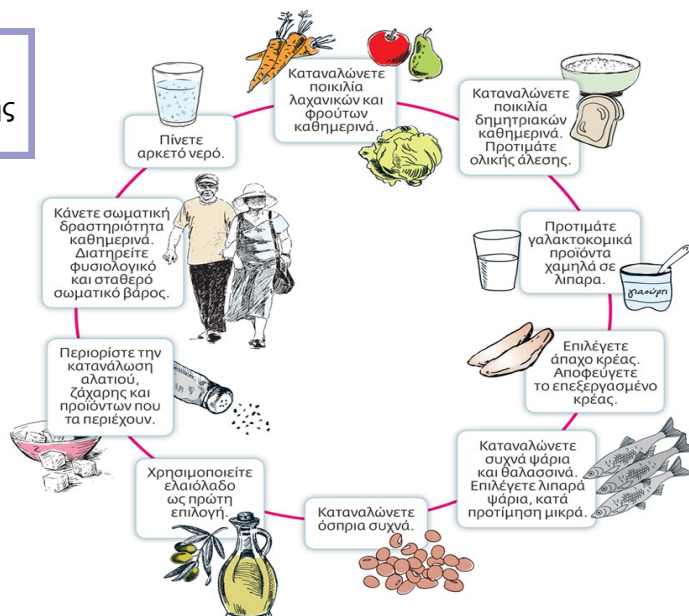 ης
Καταναλώνετε
ποικιλία
λαχανικών και
φρούτων
καθημερινά.
Καταναλώνετε
ποικιλία
δημητριακών
καθημερινά.
Προτιμάτε
ολικής άλεσης.
Προτιμάτε
γαλακτοκομικά
προϊόντα
χαμηλά σε
λιπαρα.
γιαούρτι
Επιλέγετε
άπαχο κρέας.
Αποφεύγετε
το επεξεργασμένο
κρέας.
Καταναλώνετε
συχνά ψάρια
και θαλασσινά.
Επιλέγετε λιπαρά
ψάρια, κατά
προτίμηση μικρά.
Καταναλώνετε
όσπρια συχνά.
Χρησιμοποιείτε
ελαιόλαδο
ως πρώτη
επιλογή.
Περιορίστε την
κατανάλωση
αλατιού,
ζάχαρης και
προϊόντων που
τα περιέχουν.
Κάνετε σωματική
δραστηριότητα
καθημερινά.
Διατηρείτε
φυσιολογικό
και σταθερό
σωματικό βάρος.
Πίνετε
αρκετό νερό.